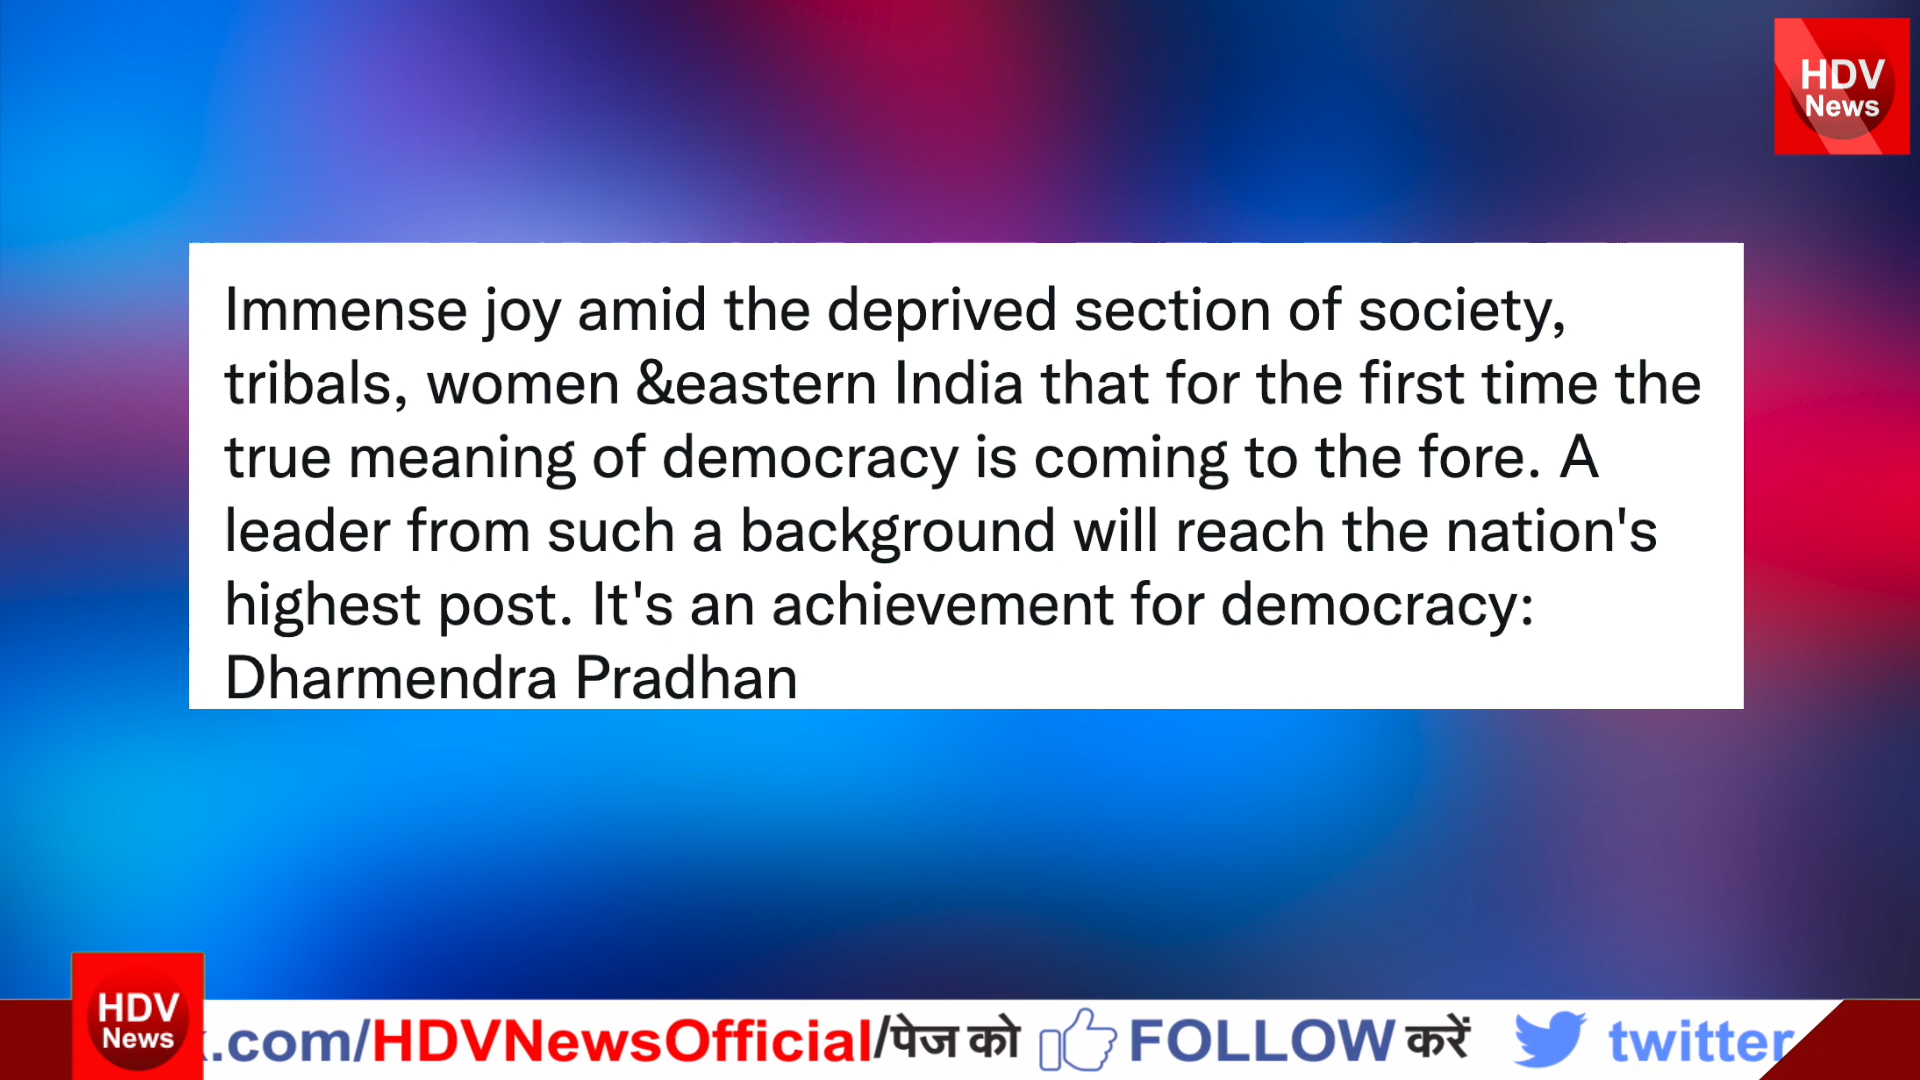 HDV
News
Immense joy amid the deprived section of society,
tribals, women &eastern India that for the first time the
true meaning of democracy is coming to the fore. A
leader from such a background will reach the nation's
highest post. It's an achievement for democracy:
Dharmendra Pradhan
HDV
News
.com/HDVNewsOfficial/पेज को FOLLOW करें twitter